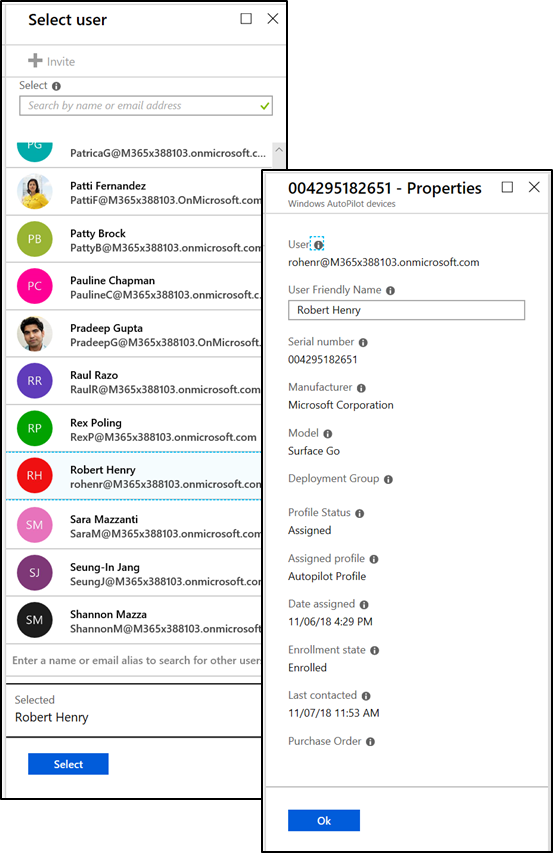 Select user
Invite
Select
Search by name or email address
PG
PatricaG@M365x388103.onmicrosoft.c...
Patti Fernandez
PattiF@M365x388103.OnMicrosoft.com
PB
Patty Brock
PattyB@M365x388103.onmicrosoft.com
PC
Pauline Chapman
PaulineC@M365x388103.onmicrosoft.c..
Pradeep Gupta
PradeepG@M365x388103.OnMicrosoft.c
RR
Raul Razo
RaulR@M365x388103.onmicrosoft.com
RP
Rex Poling
RexP@M365x388103.onmicrosoft.com
RH
Robert Henry
rohenr@M365x388103.onmicrosoft.com
SM
Sara Mazzanti
SaraM@M365x388103.onmicrosoft.com
SJ
Seung-In Jang
SeungJ@M365x388103.onmicrosoft.com
SM
Shannon Mazza
ShannonM@M365x388103.onmicrosoft.
Enter a name or email alias to search for other users
Selected
Robert Henry
Select
004295182651 - Properties
Windows AutoPilot devices
User
rohenr@M365x388103.onmicrosoft.com
User Friendly Name
Robert Henry
Serial number
004295182651
Manufacturer
Microsoft Corporation
Model
Surface Go
Deployment Group
Profile Status
Assigned
Assigned profile
Autopilot Profile
Date assigned
11/06/18 4:29 PM
Enrollment state
Enrolled
Last contacted
11/07/18 11:53 AM
Purchase Order
Ok